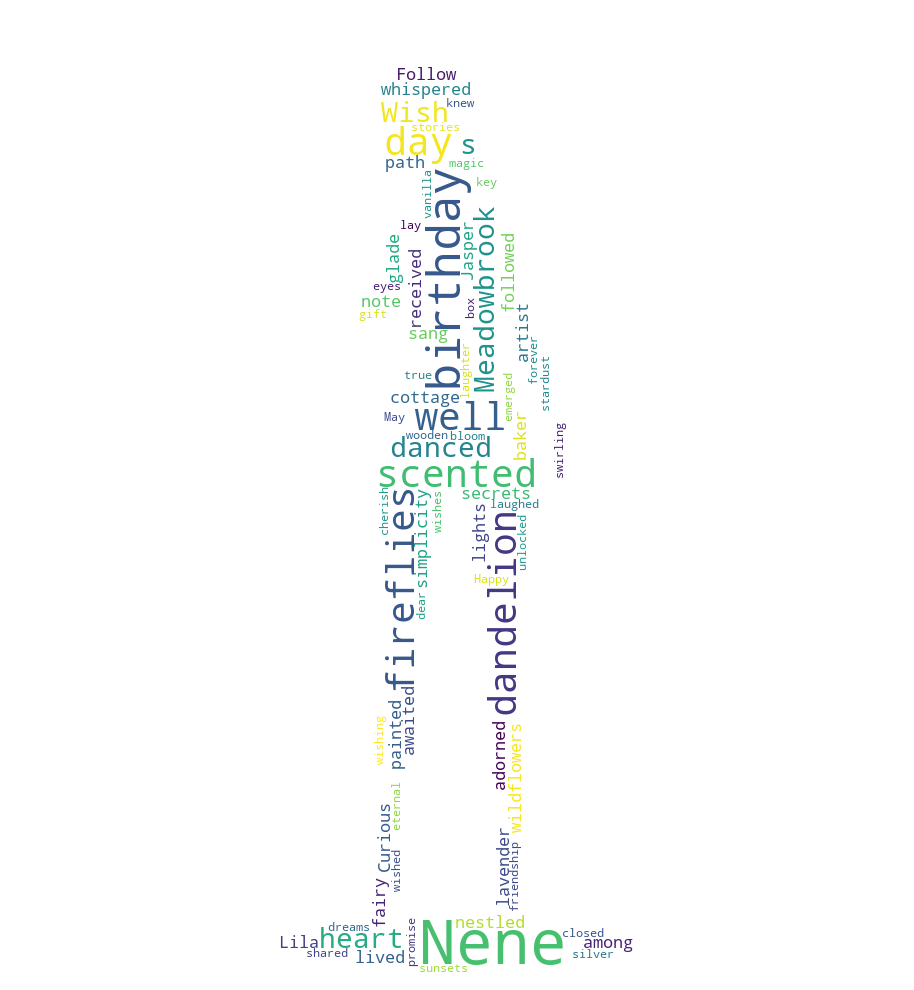 Follow
whispered
knew
Wish
stories
day
s
path
magic
vanilla
key
birthday
lay
Meadowbrook
Jasper
glade
followed
received
eyes
note
box
gift
artist
sang
forever
laughter
stardust
true
emerged
cottage
May
well
baker
wooden
bloom
danced
swirling
scented
secrets
cherish
fireflies
simplicity
wishes
laughed
lights
dandelion
unlocked
Happy
dear
awaited
painted
wishing
adorned
wildflowers
eternal
Curious
lavender
friendship
wished
fairy
Nene
nestled
dreams
promise
closed
Lila
heart
among
shared
lived
silver
sunsets